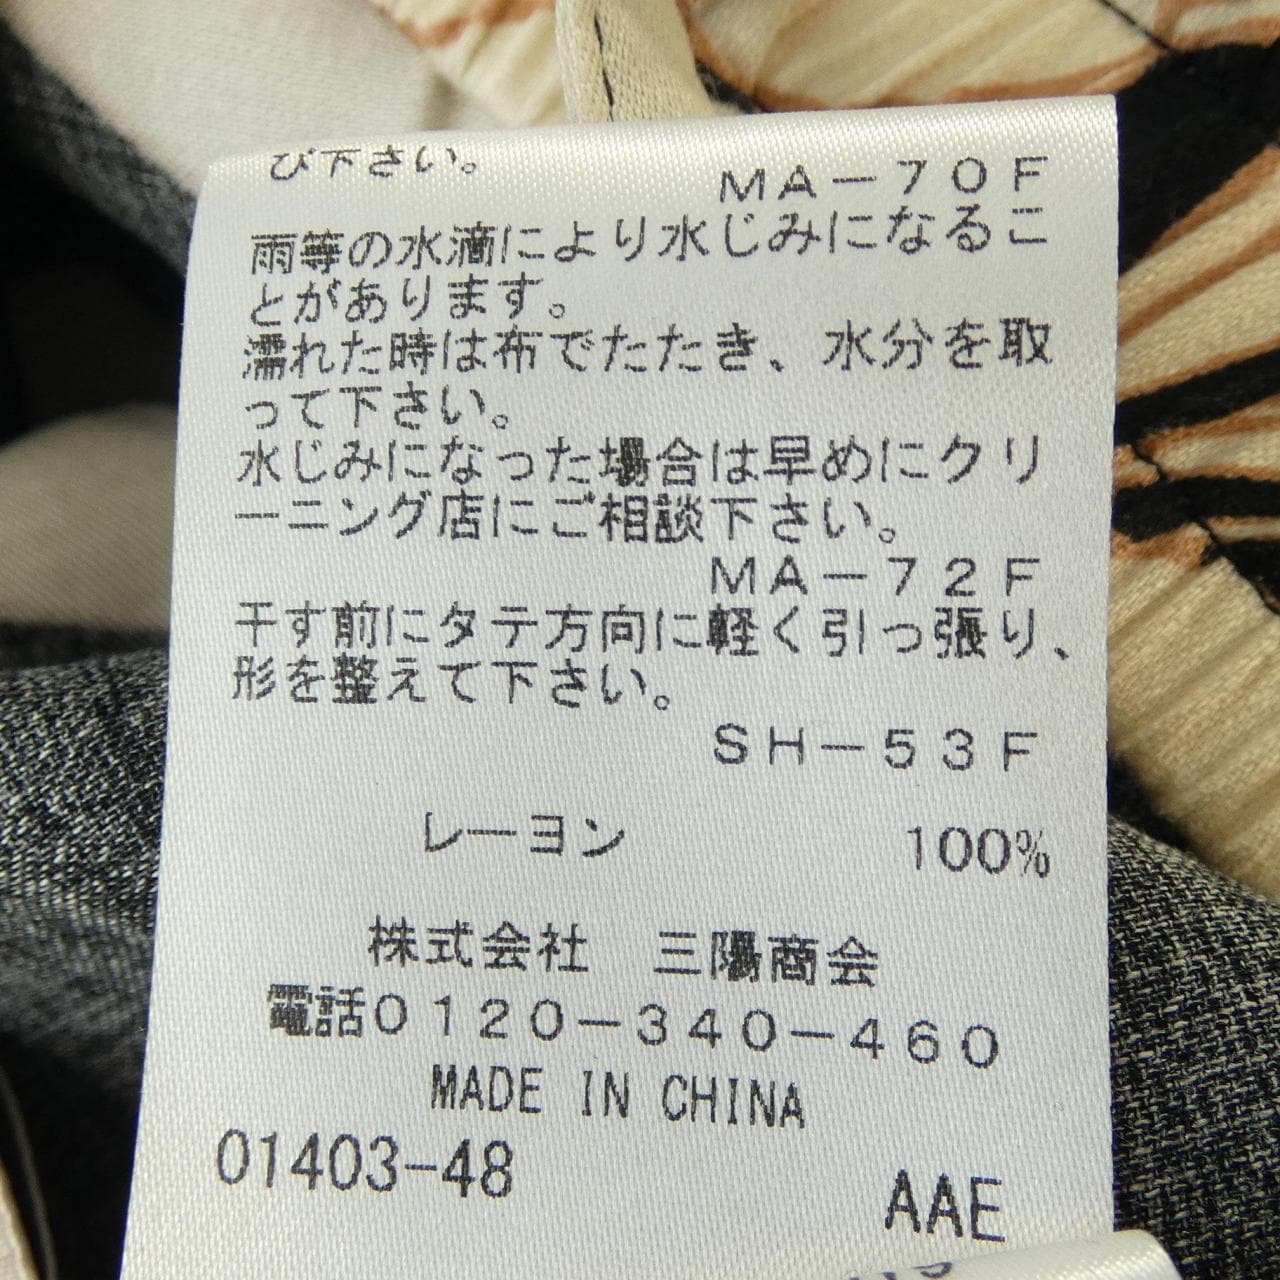 び下さい。
MA－70F
雨等の水滴により水じみになるこ
とがあります。
濡れた時は布でたたき、水分を取
って下さい。
水じみになった場合は早めにクリ
ーニング店にご相談下さい。
MA－72F
干す前にタテ方向に軽く引っ張り、
形を整えて下さい。
SH－53F
レーヨン 100%
株式会社 三陽商会
電話0120－340－460
MADE IN CHINA
01403-48
AAE